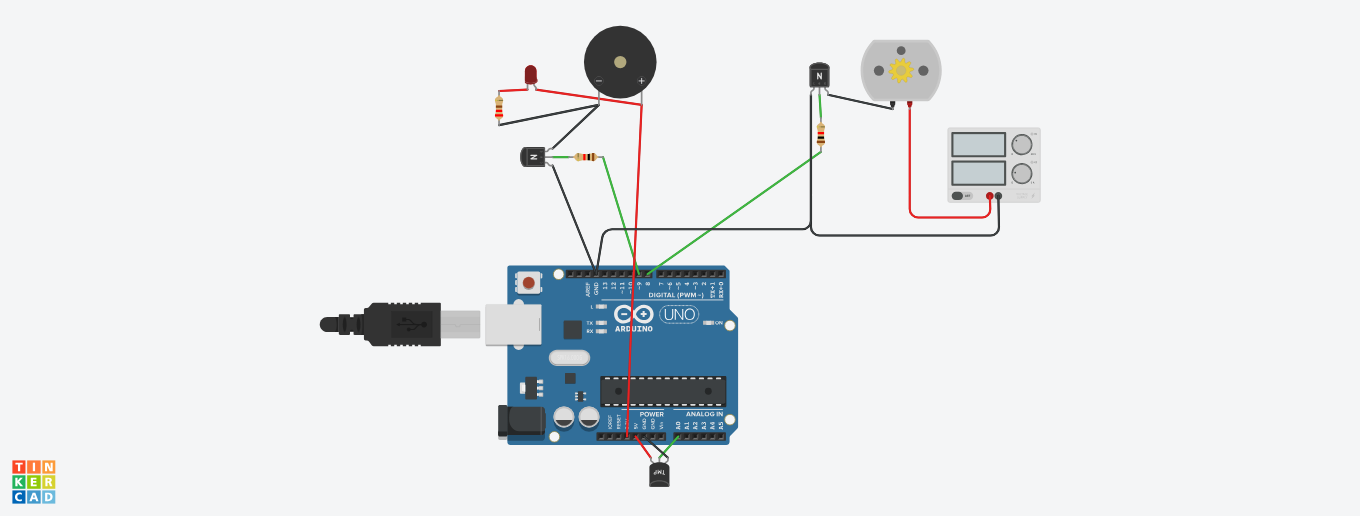 N
N
AREF
GND
13
12
~11
~10
~9
8
7
~6
~5
4
~3
2
TX→1
RX←0
DIGITAL (PWM~)
L
TX
RX
UNO
ARDUINO
ON
POWER
ANALOG IN
IOREF
RESET
5V
GND
GND
Vin
A0
A1
A2
A3
A4
A5
TMP
TIN
KER
CAD